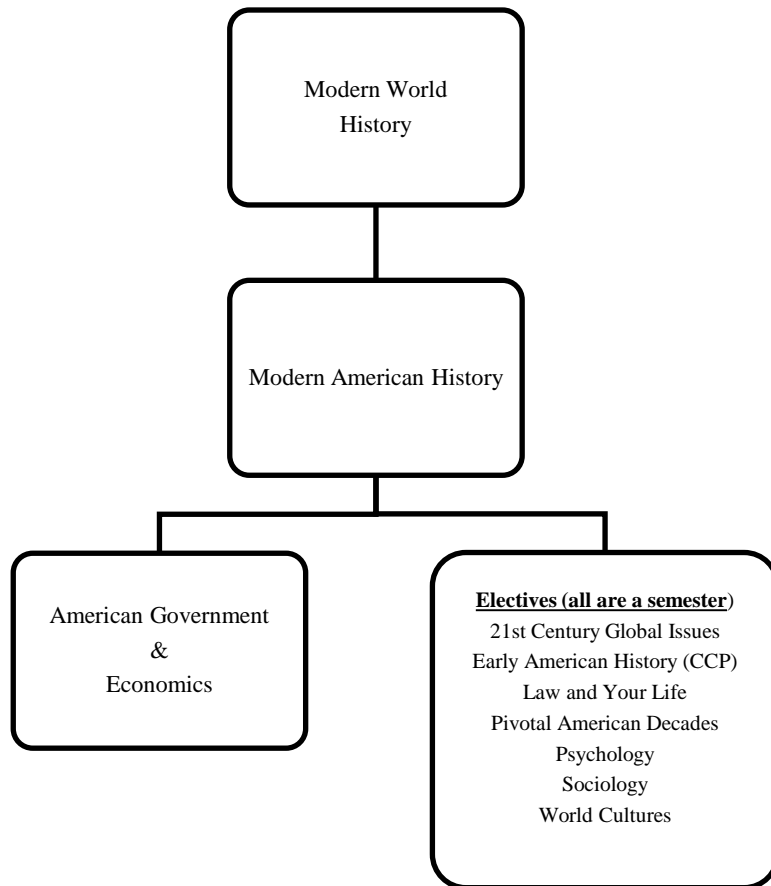 Modern World
History
Modern American History
American Government
&
Economics
Electives (all are a semester)
21st Century Global Issues
Early American History (CCP)
Law and Your Life
Pivotal American Decades
Psychology
Sociology
World Cultures